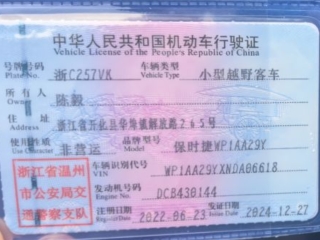 中华人民共和国机动车行驶证
Vehicle License of the People's Republic of China
号牌号码 浙C257VK 车辆类型 小型越野客车
Plate No. Vehicle Type
所有人 陈毅
Owner
住址 浙江省开化县华埠镇解放路265号
Address
使用性质 非营运 品牌型号 保时捷WP1AA29Y
Use Character Model
车辆识别代号 WP1AA29YXNDA06618
VIN
发动机号码 DCB430144
Engine No.
注册日期 2022-06-23 发证日期 2024-12-27
Register Date Issue Date
浙江省温州
市公安局交
通警察支队